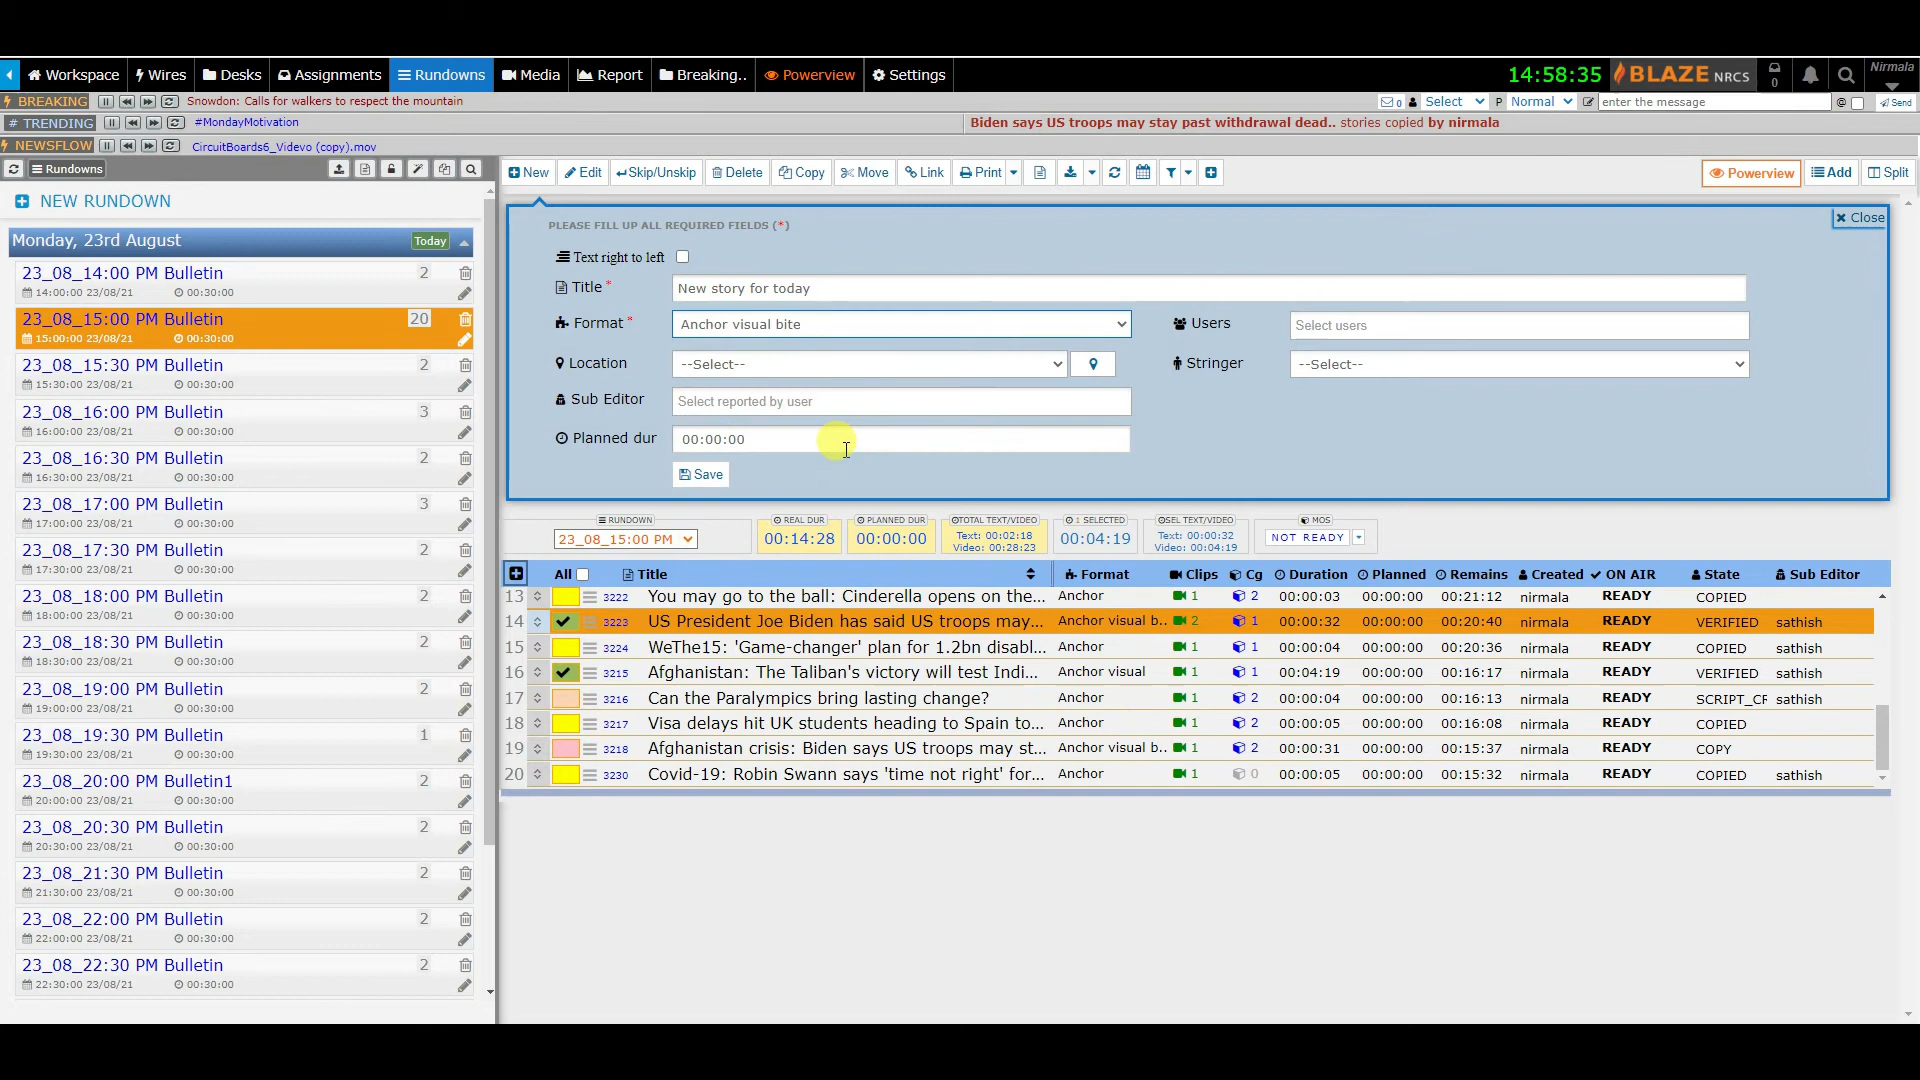 Workspace Wires Desks Assignments Rundowns Media Report Breaking.. Powerview Settings 14:58:35 BLAZE NRCS 0 Nirmala
BREAKING Snowdon: Calls for walkers to respect the mountain 0 Select P Normal enter the message @ Send
# TRENDING #MondayMotivation Biden says US troops may stay past withdrawal dead.. stories copied by nirmala
NEWSFLOW CircuitBoards6_Videvo (copy).mov
Rundowns
New Edit Skip/Unskip Delete Copy Move Link Print Powerview Add Split
NEW RUNDOWN
Monday, 23rd August Today
23_08_14:00 PM Bulletin 2
14:00:00 23/08/21 00:30:00
23_08_15:00 PM Bulletin 20
15:00:00 23/08/21 00:30:00
23_08_15:30 PM Bulletin 2
15:30:00 23/08/21 00:30:00
23_08_16:00 PM Bulletin 3
16:00:00 23/08/21 00:30:00
23_08_16:30 PM Bulletin 2
16:30:00 23/08/21 00:30:00
23_08_17:00 PM Bulletin 3
17:00:00 23/08/21 00:30:00
23_08_17:30 PM Bulletin 2
17:30:00 23/08/21 00:30:00
23_08_18:00 PM Bulletin 2
18:00:00 23/08/21 00:30:00
23_08_18:30 PM Bulletin 2
18:30:00 23/08/21 00:30:00
23_08_19:00 PM Bulletin 2
19:00:00 23/08/21 00:30:00
23_08_19:30 PM Bulletin 1
19:30:00 23/08/21 00:30:00
23_08_20:00 PM Bulletin1 2
20:00:00 23/08/21 00:30:00
23_08_20:30 PM Bulletin 2
20:30:00 23/08/21 00:30:00
23_08_21:30 PM Bulletin 2
21:30:00 23/08/21 00:30:00
23_08_22:00 PM Bulletin 2
22:00:00 23/08/21 00:30:00
23_08_22:30 PM Bulletin 2
22:30:00 23/08/21 00:30:00
PLEASE FILL UP ALL REQUIRED FIELDS (*) Close
Text right to left
Title * New story for today
Format * Anchor visual bite Users Select users
Location --Select-- Stringer --Select--
Sub Editor Select reported by user
Planned dur 00:00:00
Save
RUNDOWN REAL DUR PLANNED DUR TOTAL TEXT/VIDEO 1 SELECTED SEL TEXT/VIDEO MOS
23_08_15:00 PM 00:14:28 00:00:00 Text: 00:02:18 00:04:19 Text: 00:00:32 NOT READY
Video: 00:28:23 Video: 00:04:19
All Title Format Clips Cg Duration Planned Remains Created ON AIR State Sub Editor
13 3222 You may go to the ball: Cinderella opens on the... Anchor 1 2 00:00:03 00:00:00 00:21:12 nirmala READY COPIED
14 3223 US President Joe Biden has said US troops may... Anchor visual b.. 2 1 00:00:32 00:00:00 00:20:40 nirmala READY VERIFIED sathish
15 3224 WeThe15: 'Game-changer' plan for 1.2bn disabl... Anchor 1 1 00:00:04 00:00:00 00:20:36 nirmala READY COPIED sathish
16 3215 Afghanistan: The Taliban's victory will test Indi... Anchor visual 1 1 00:04:19 00:00:00 00:16:17 nirmala READY VERIFIED sathish
17 3216 Can the Paralympics bring lasting change? Anchor 1 2 00:00:04 00:00:00 00:16:13 nirmala READY SCRIPT_CF sathish
18 3217 Visa delays hit UK students heading to Spain to... Anchor 1 2 00:00:05 00:00:00 00:16:08 nirmala READY COPIED
19 3218 Afghanistan crisis: Biden says US troops may st... Anchor visual b.. 1 2 00:00:31 00:00:00 00:15:37 nirmala READY COPY
20 3230 Covid-19: Robin Swann says 'time not right' for... Anchor 1 0 00:00:05 00:00:00 00:15:32 nirmala READY COPIED sathish